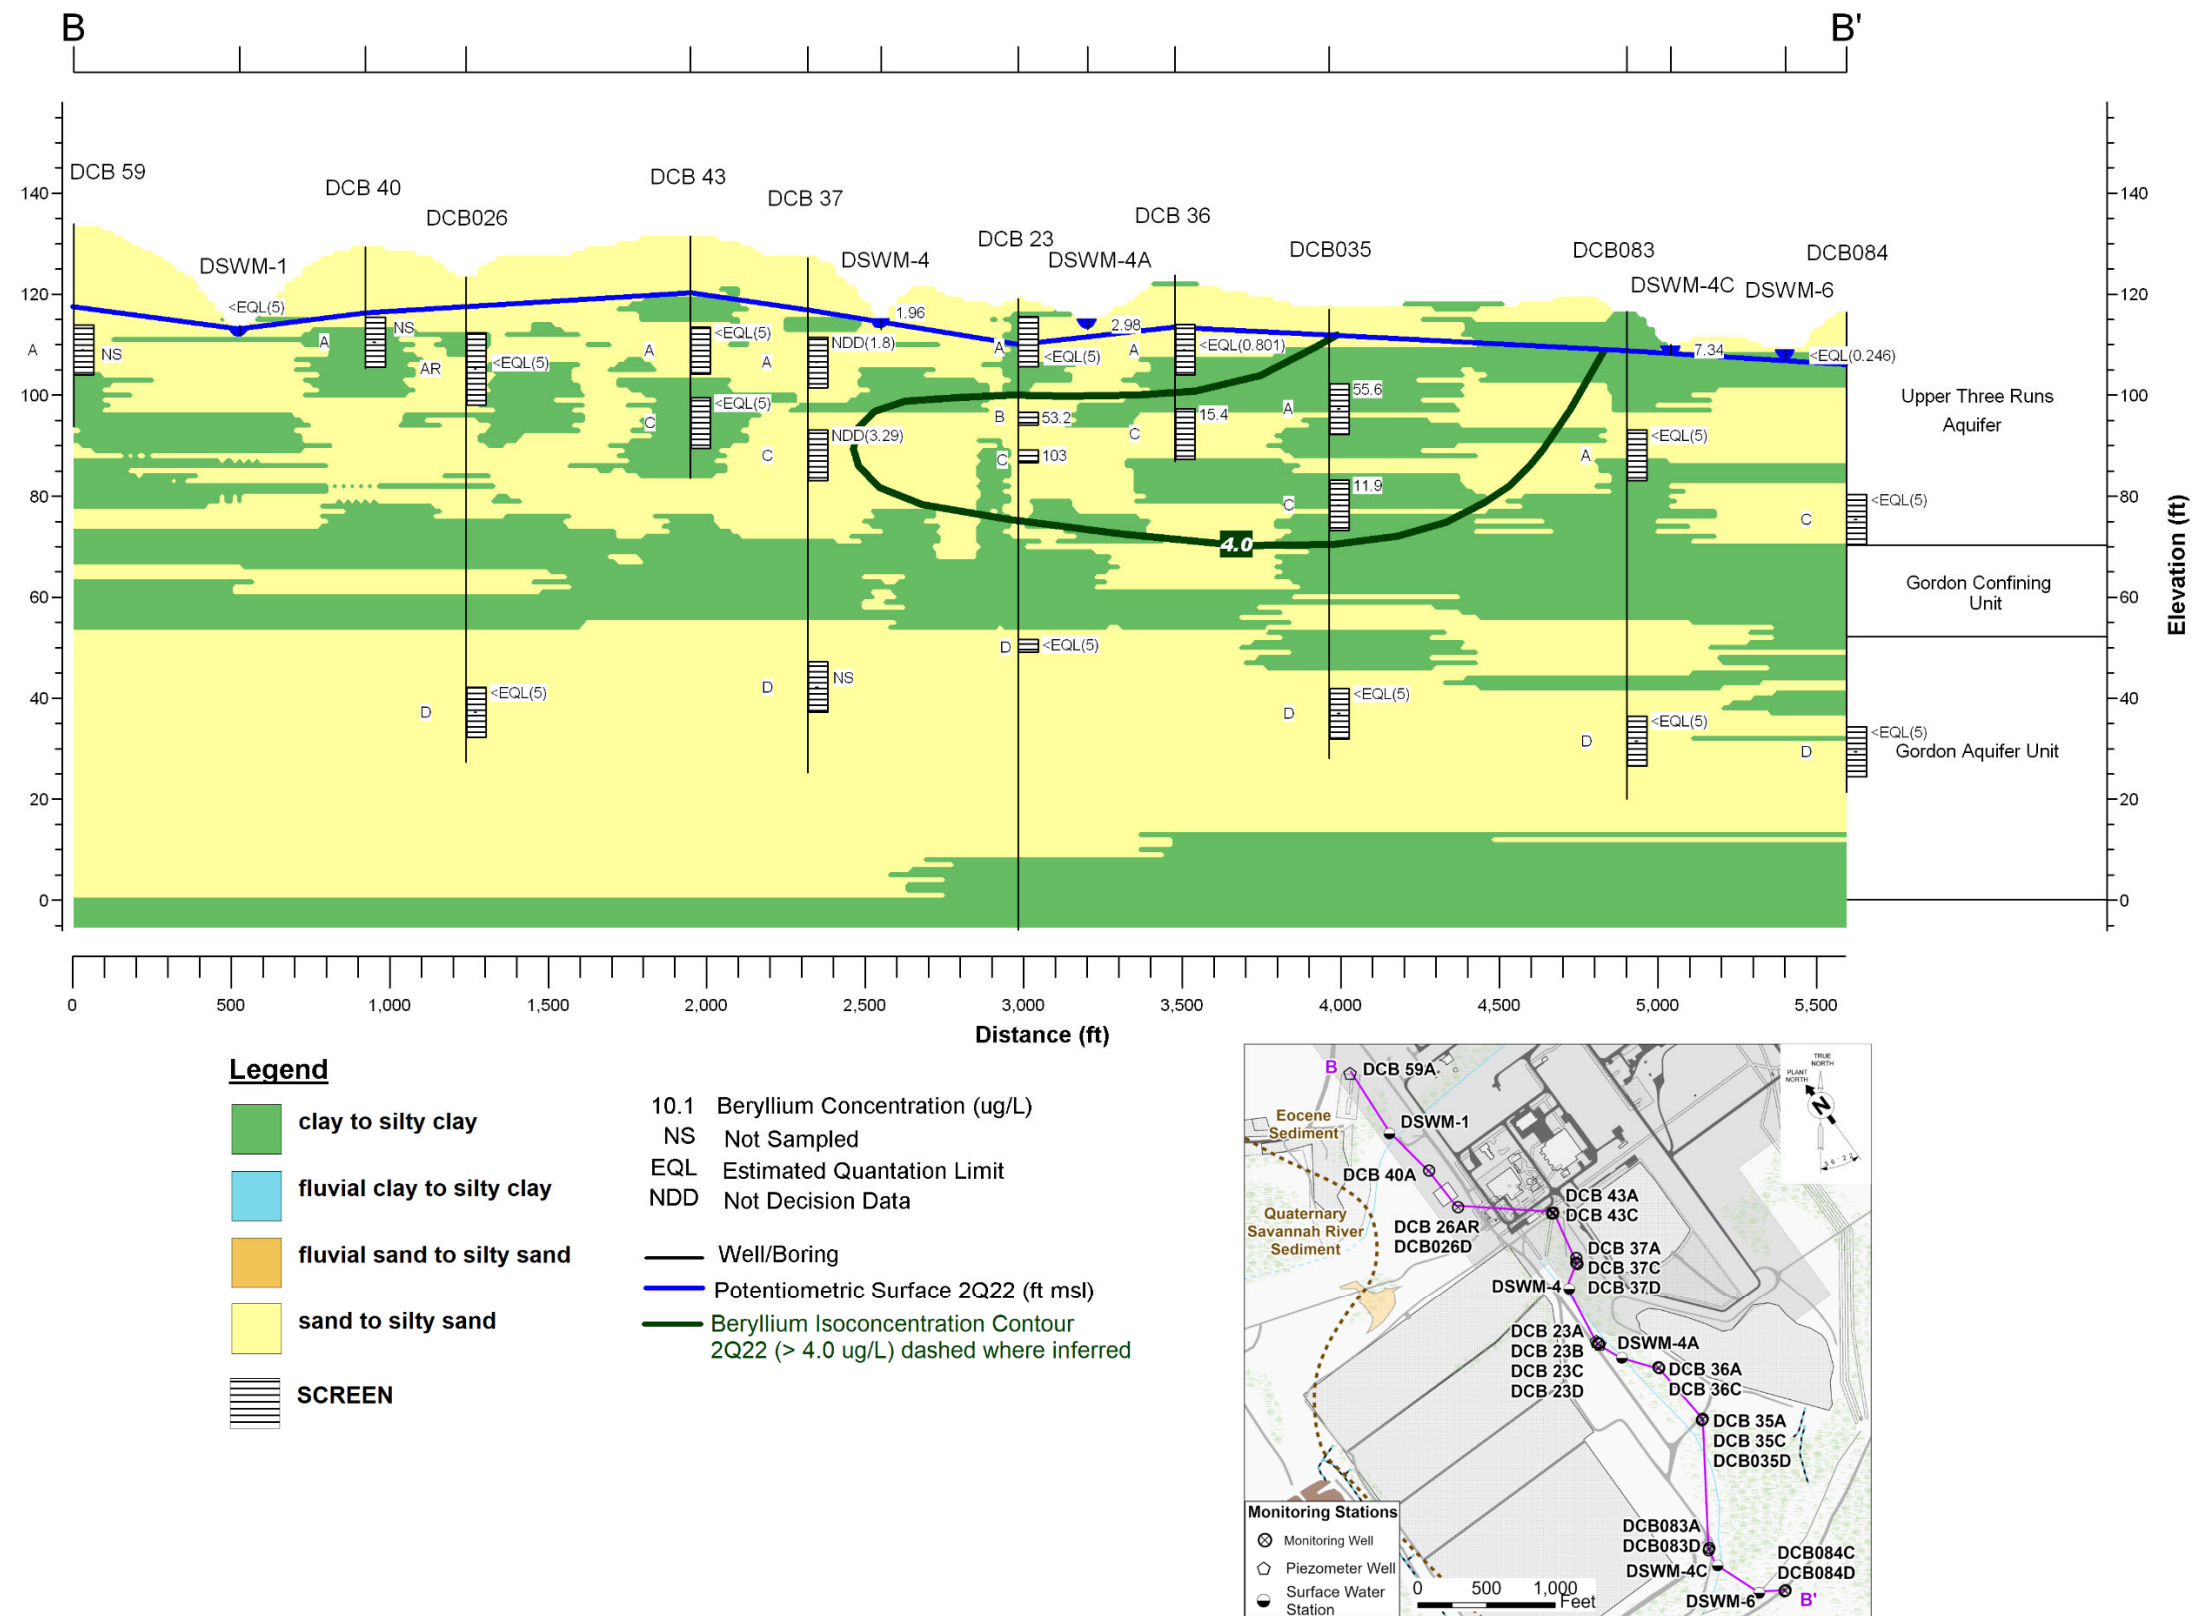 B
B'
DCB 59
DCB 40
DCB026
DSWM-1
DCB 43
DCB 37
DSWM-4
DCB 23
DSWM-4A
DCB 36
DCB035
DCB083
DSWM-4C
DSWM-6
DCB084
140
120
100
80
60
40
20
0
140
120
100
80
60
40
20
0
Elevation (ft)
<EQL(5)
1.96
2.98
7.34
<EQL(0.246)
A
NS
A
NS
AR
<EQL(5)
A
<EQL(5)
C
<EQL(5)
A
NDD(1.8)
C
NDD(3.29)
A
<EQL(5)
B
53.2
C
103
A
<EQL(0.801)
C
15.4
A
55.6
C
11.9
A
<EQL(5)
C
<EQL(5)
4.0
D
<EQL(5)
D
NS
D
<EQL(5)
D
<EQL(5)
D
<EQL(5)
D
<EQL(5)
Upper Three Runs
Aquifer
Gordon Confining
Unit
Gordon Aquifer Unit
0
500
1,000
1,500
2,000
2,500
3,000
3,500
4,000
4,500
5,000
5,500
Distance (ft)
Legend
clay to silty clay
fluvial clay to silty clay
fluvial sand to silty sand
sand to silty sand
SCREEN
10.1 Beryllium Concentration (ug/L)
NS Not Sampled
EQL Estimated Quantation Limit
NDD Not Decision Data
Well/Boring
Potentiometric Surface 2Q22 (ft msl)
Beryllium Isoconcentration Contour
2Q22 (> 4.0 ug/L) dashed where inferred
B
DCB 59A
Eocene
Sediment
DSWM-1
DCB 40A
Quaternary
Savannah River
Sediment
DCB 26AR
DCB026D
DCB 43A
DCB 43C
DCB 37A
DCB 37C
DCB 37D
DSWM-4
DCB 23A
DCB 23B
DCB 23C
DCB 23D
DSWM-4A
DCB 36A
DCB 36C
DCB 35A
DCB 35C
DCB035D
DCB083A
DCB083D
DSWM-4C
DCB084C
DCB084D
DSWM-6
B'
TRUE
NORTH
PLANT
NORTH
N
Monitoring Stations
Monitoring Well
Piezometer Well
Surface Water
Station
0 500 1,000
Feet